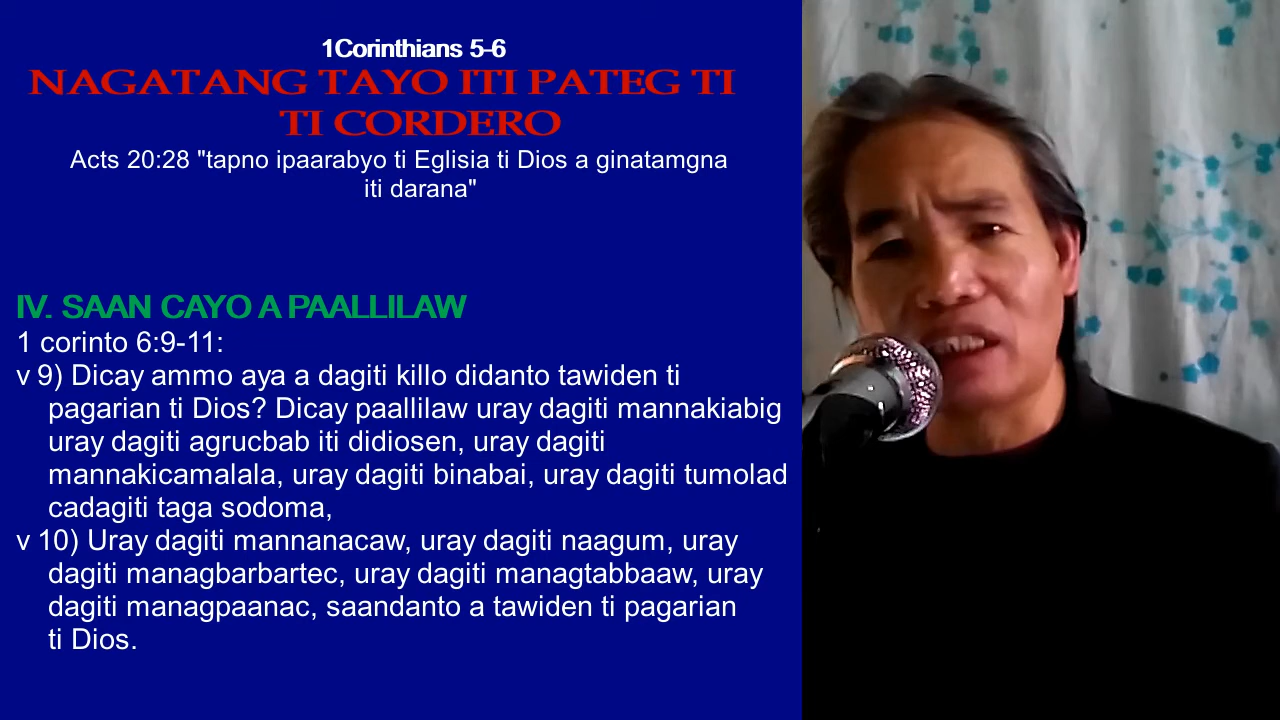 1Corinthians 5-6
NAGATANG TAYO ITI PATEG TI
TI CORDERO
Acts 20:28 "tapno ipaarabyo ti Eglisia ti Dios a ginatamgna
iti darana"
IV. SAAN CAYO A PAALLILAW
1 corinto 6:9-11:
v 9) Dicay ammo aya a dagiti killo didanto tawiden ti
pagarian ti Dios? Dicay paallilaw uray dagiti mannakiabig
uray dagiti agrucbab iti didiosen, uray dagiti
mannakicamalala, uray dagiti binabai, uray dagiti tumolad
cadagiti taga sodoma,
v 10) Uray dagiti mannanacaw, uray dagiti naagum, uray
dagiti managbarbartec, uray dagiti managtabbaaw, uray
dagiti managpaanac, saandanto a tawiden ti pagarian
ti Dios.